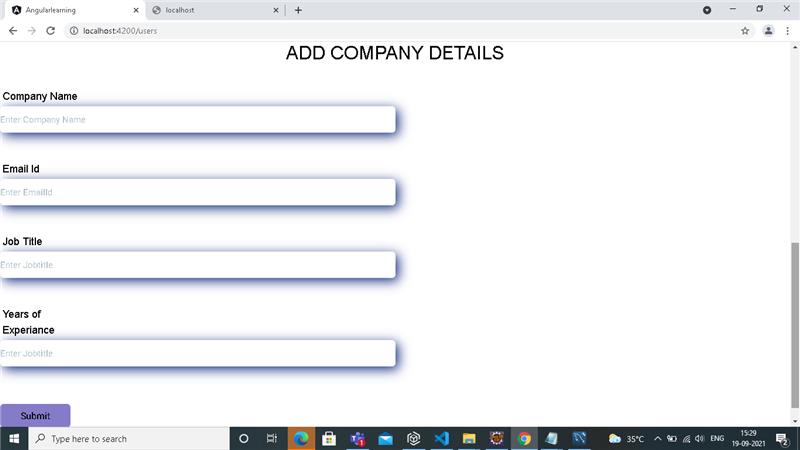 Angularlearning
localhost
localhost:4200/users
ADD COMPANY DETAILS
Company Name
Enter Company Name
Email Id
Enter EmailId
Job Title
Enter Jobtitle
Years of
Experiance
Enter Jobtitle
Submit
Type here to search
35°C
ENG
15:29
19-09-2021
2